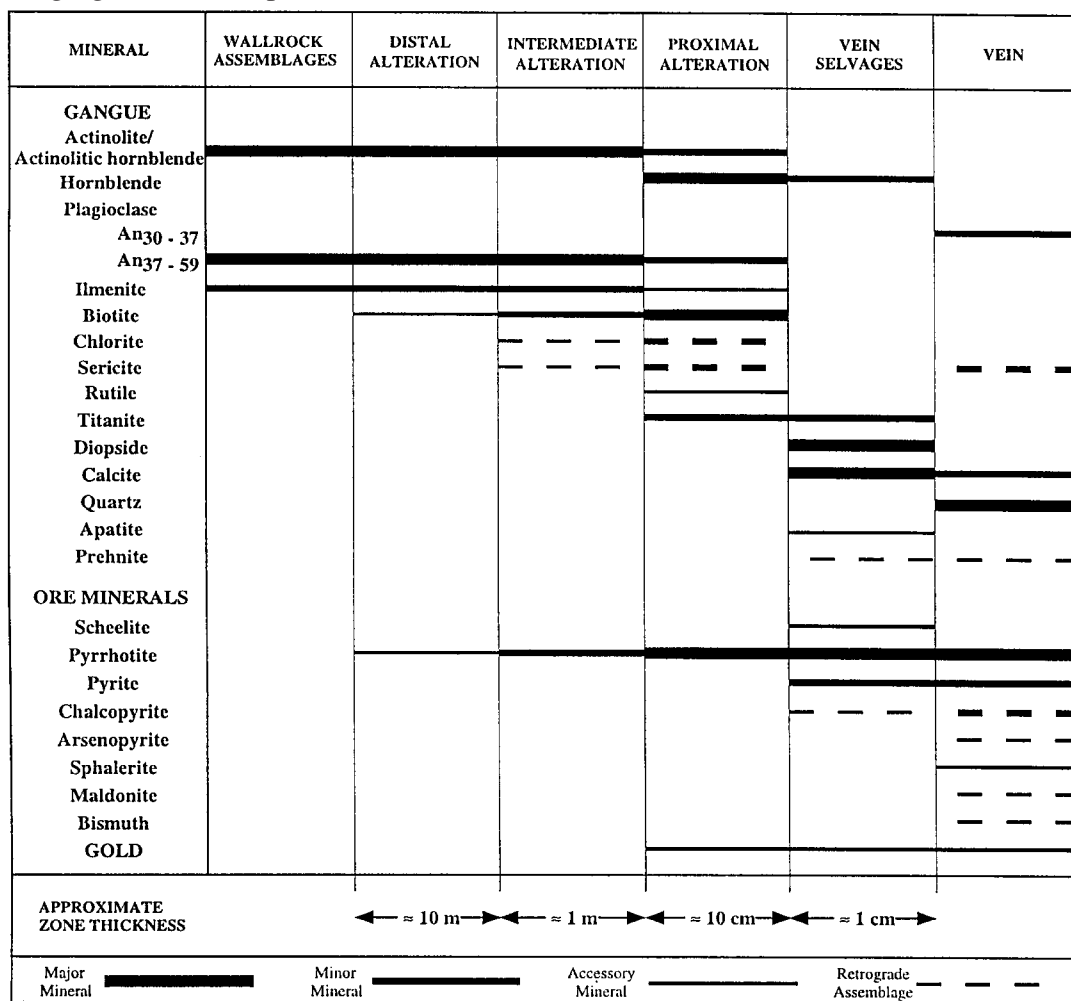 MINERAL
WALLROCK
ASSEMBLAGES
DISTAL
ALTERATION
INTERMEDIATE
ALTERATION
PROXIMAL
ALTERATION
VEIN
SELVAGES
VEIN
GANGUE
Actinolite/
Actinolitic hornblende
Hornblende
Plagioclase
An30 - 37
An37 - 59
Ilmenite
Biotite
Chlorite
Sericite
Rutile
Titanite
Diopside
Calcite
Quartz
Apatite
Prehnite
ORE MINERALS
Scheelite
Pyrrhotite
Pyrite
Chalcopyrite
Arsenopyrite
Sphalerite
Maldonite
Bismuth
GOLD
APPROXIMATE
ZONE THICKNESS
≈ 10 m
≈ 1 m
≈ 10 cm
≈ 1 cm
Major
Mineral
Minor
Mineral
Accessory
Mineral
Retrograde
Assemblage